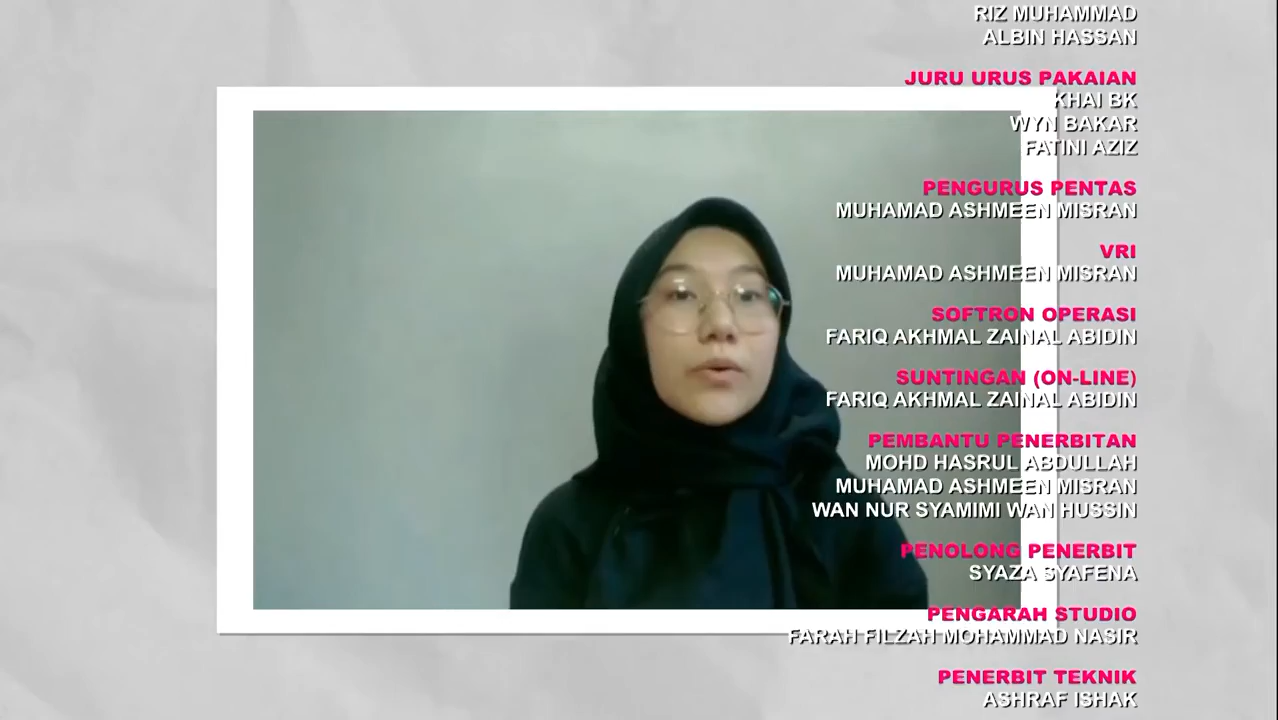 RIZ MUHAMMAD
ALBIN HASSAN
JURU URUS PAKAIAN
KHAI BK
WYN BAKAR
FATINI AZIZ
PENGURUS PENTAS
MUHAMAD ASHMEEN MISRAN
VRI
MUHAMAD ASHMEEN MISRAN
SOFTRON OPERASI
FARIQ AKHMAL ZAINAL ABIDIN
SUNTINGAN (ON-LINE)
FARIQ AKHMAL ZAINAL ABIDIN
PEMBANTU PENERBITAN
MOHD HASRUL ABDULLAH
MUHAMAD ASHMEEN MISRAN
WAN NUR SYAMIMI WAN HUSSIN
PENOLONG PENERBIT
SYAZA SYAFENA
PENGARAH STUDIO
FARAH FILZAH MOHAMMAD NASIR
PENERBIT TEKNIK
ASHRAF ISHAK